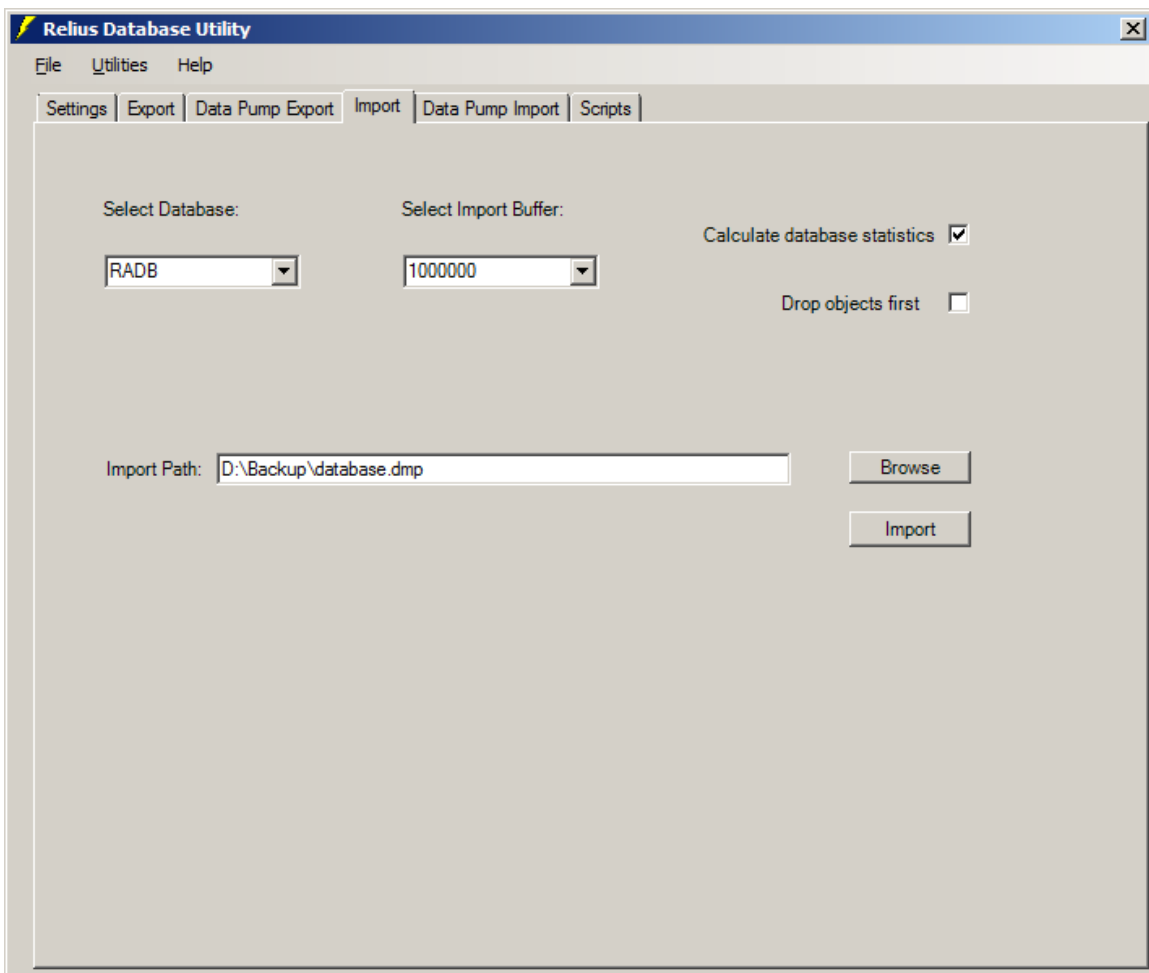 Relius Database Utility
File Utilities Help
Settings Export Data Pump Export Import Data Pump Import Scripts
Select Database: Select Import Buffer:
Calculate database statistics
RADB 1000000
Drop objects first
Import Path: D:\Backup\database.dmp Browse
Import